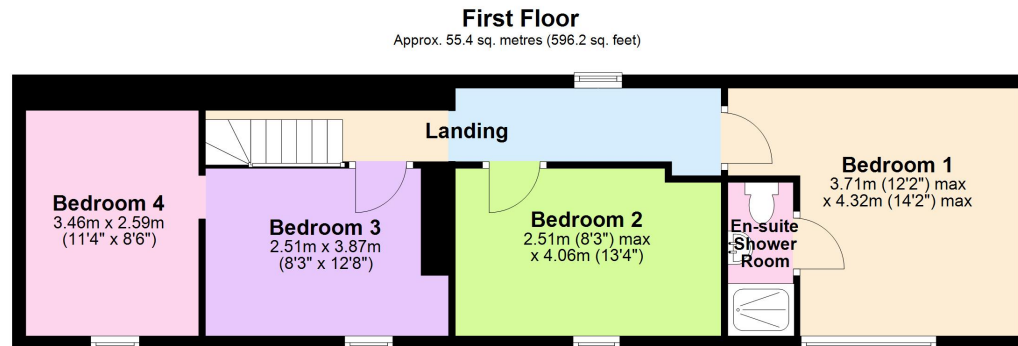 First Floor
Approx. 55.4 sq. metres (596.2 sq. feet)
Landing
Bedroom 1
3.71m (12'2") max
x 4.32m (14'2") max
Bedroom 4
3.46m x 2.59m
(11'4" x 8'6")
Bedroom 3
2.51m x 3.87m
(8'3" x 12'8")
Bedroom 2
2.51m (8'3") max
x 4.06m (13'4")
En-suite
Shower
Room